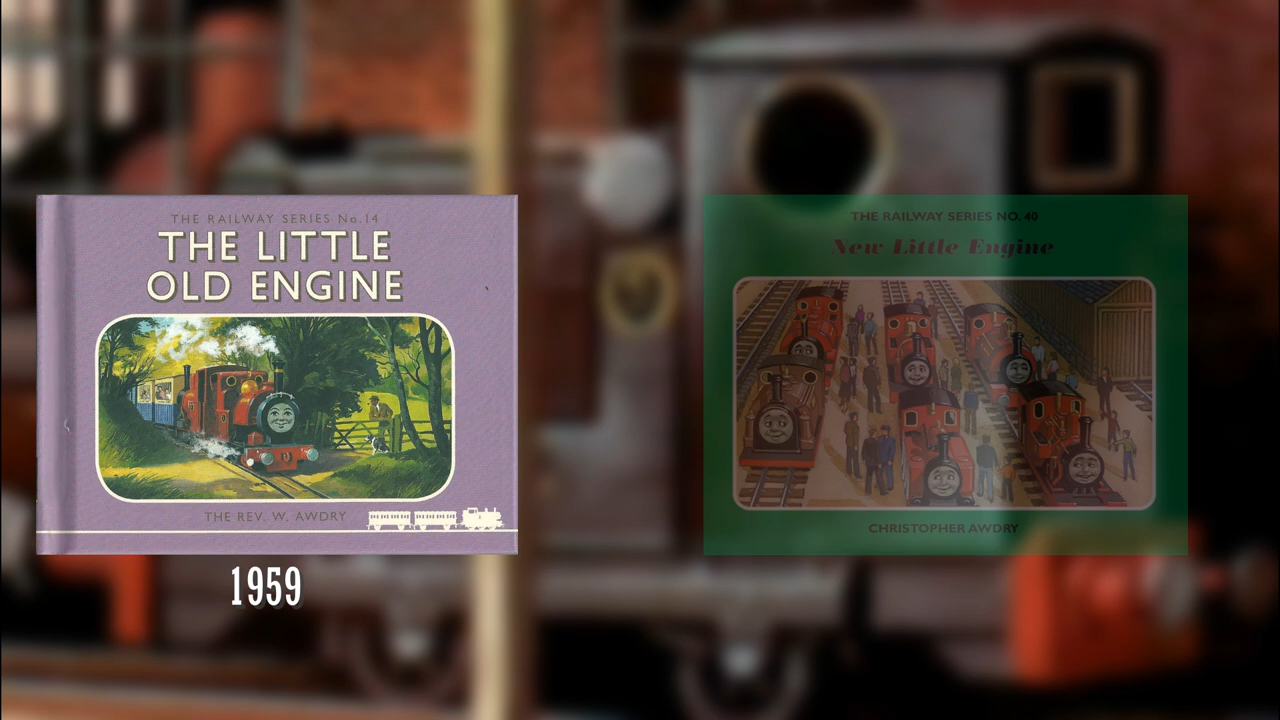 THE RAILWAY SERIES No.14
THE LITTLE
OLD ENGINE
THE REV. W. AWDRY
1959
THE RAILWAY SERIES NO. 40
New Little Engine
CHRISTOPHER AWDRY